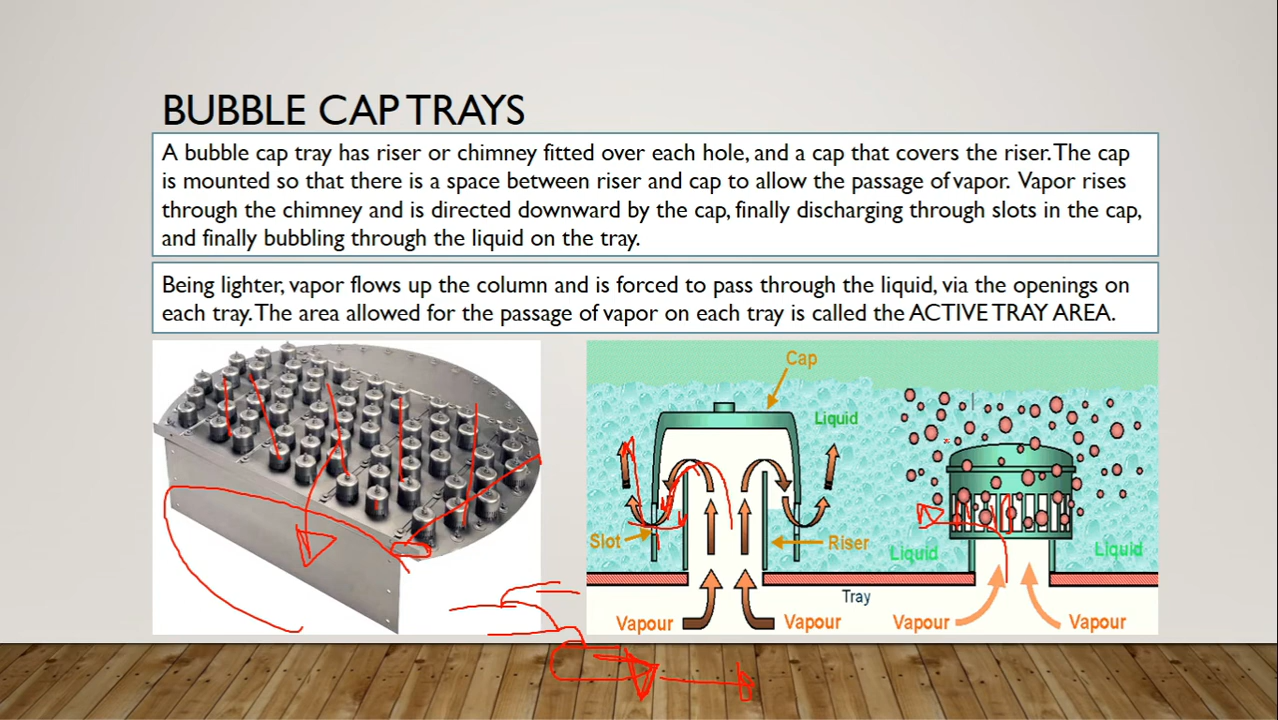 BUBBLE CAP TRAYS
A bubble cap tray has riser or chimney fitted over each hole, and a cap that covers the riser. The cap
is mounted so that there is a space between riser and cap to allow the passage of vapor. Vapor rises
through the chimney and is directed downward by the cap, finally discharging through slots in the cap,
and finally bubbling through the liquid on the tray.
Being lighter, vapor flows up the column and is forced to pass through the liquid, via the openings on
each tray. The area allowed for the passage of vapor on each tray is called the ACTIVE TRAY AREA.
Cap
Liquid
Slot
Riser
Liquid
Liquid
Tray
Vapour
Vapour
Vapour
Vapour